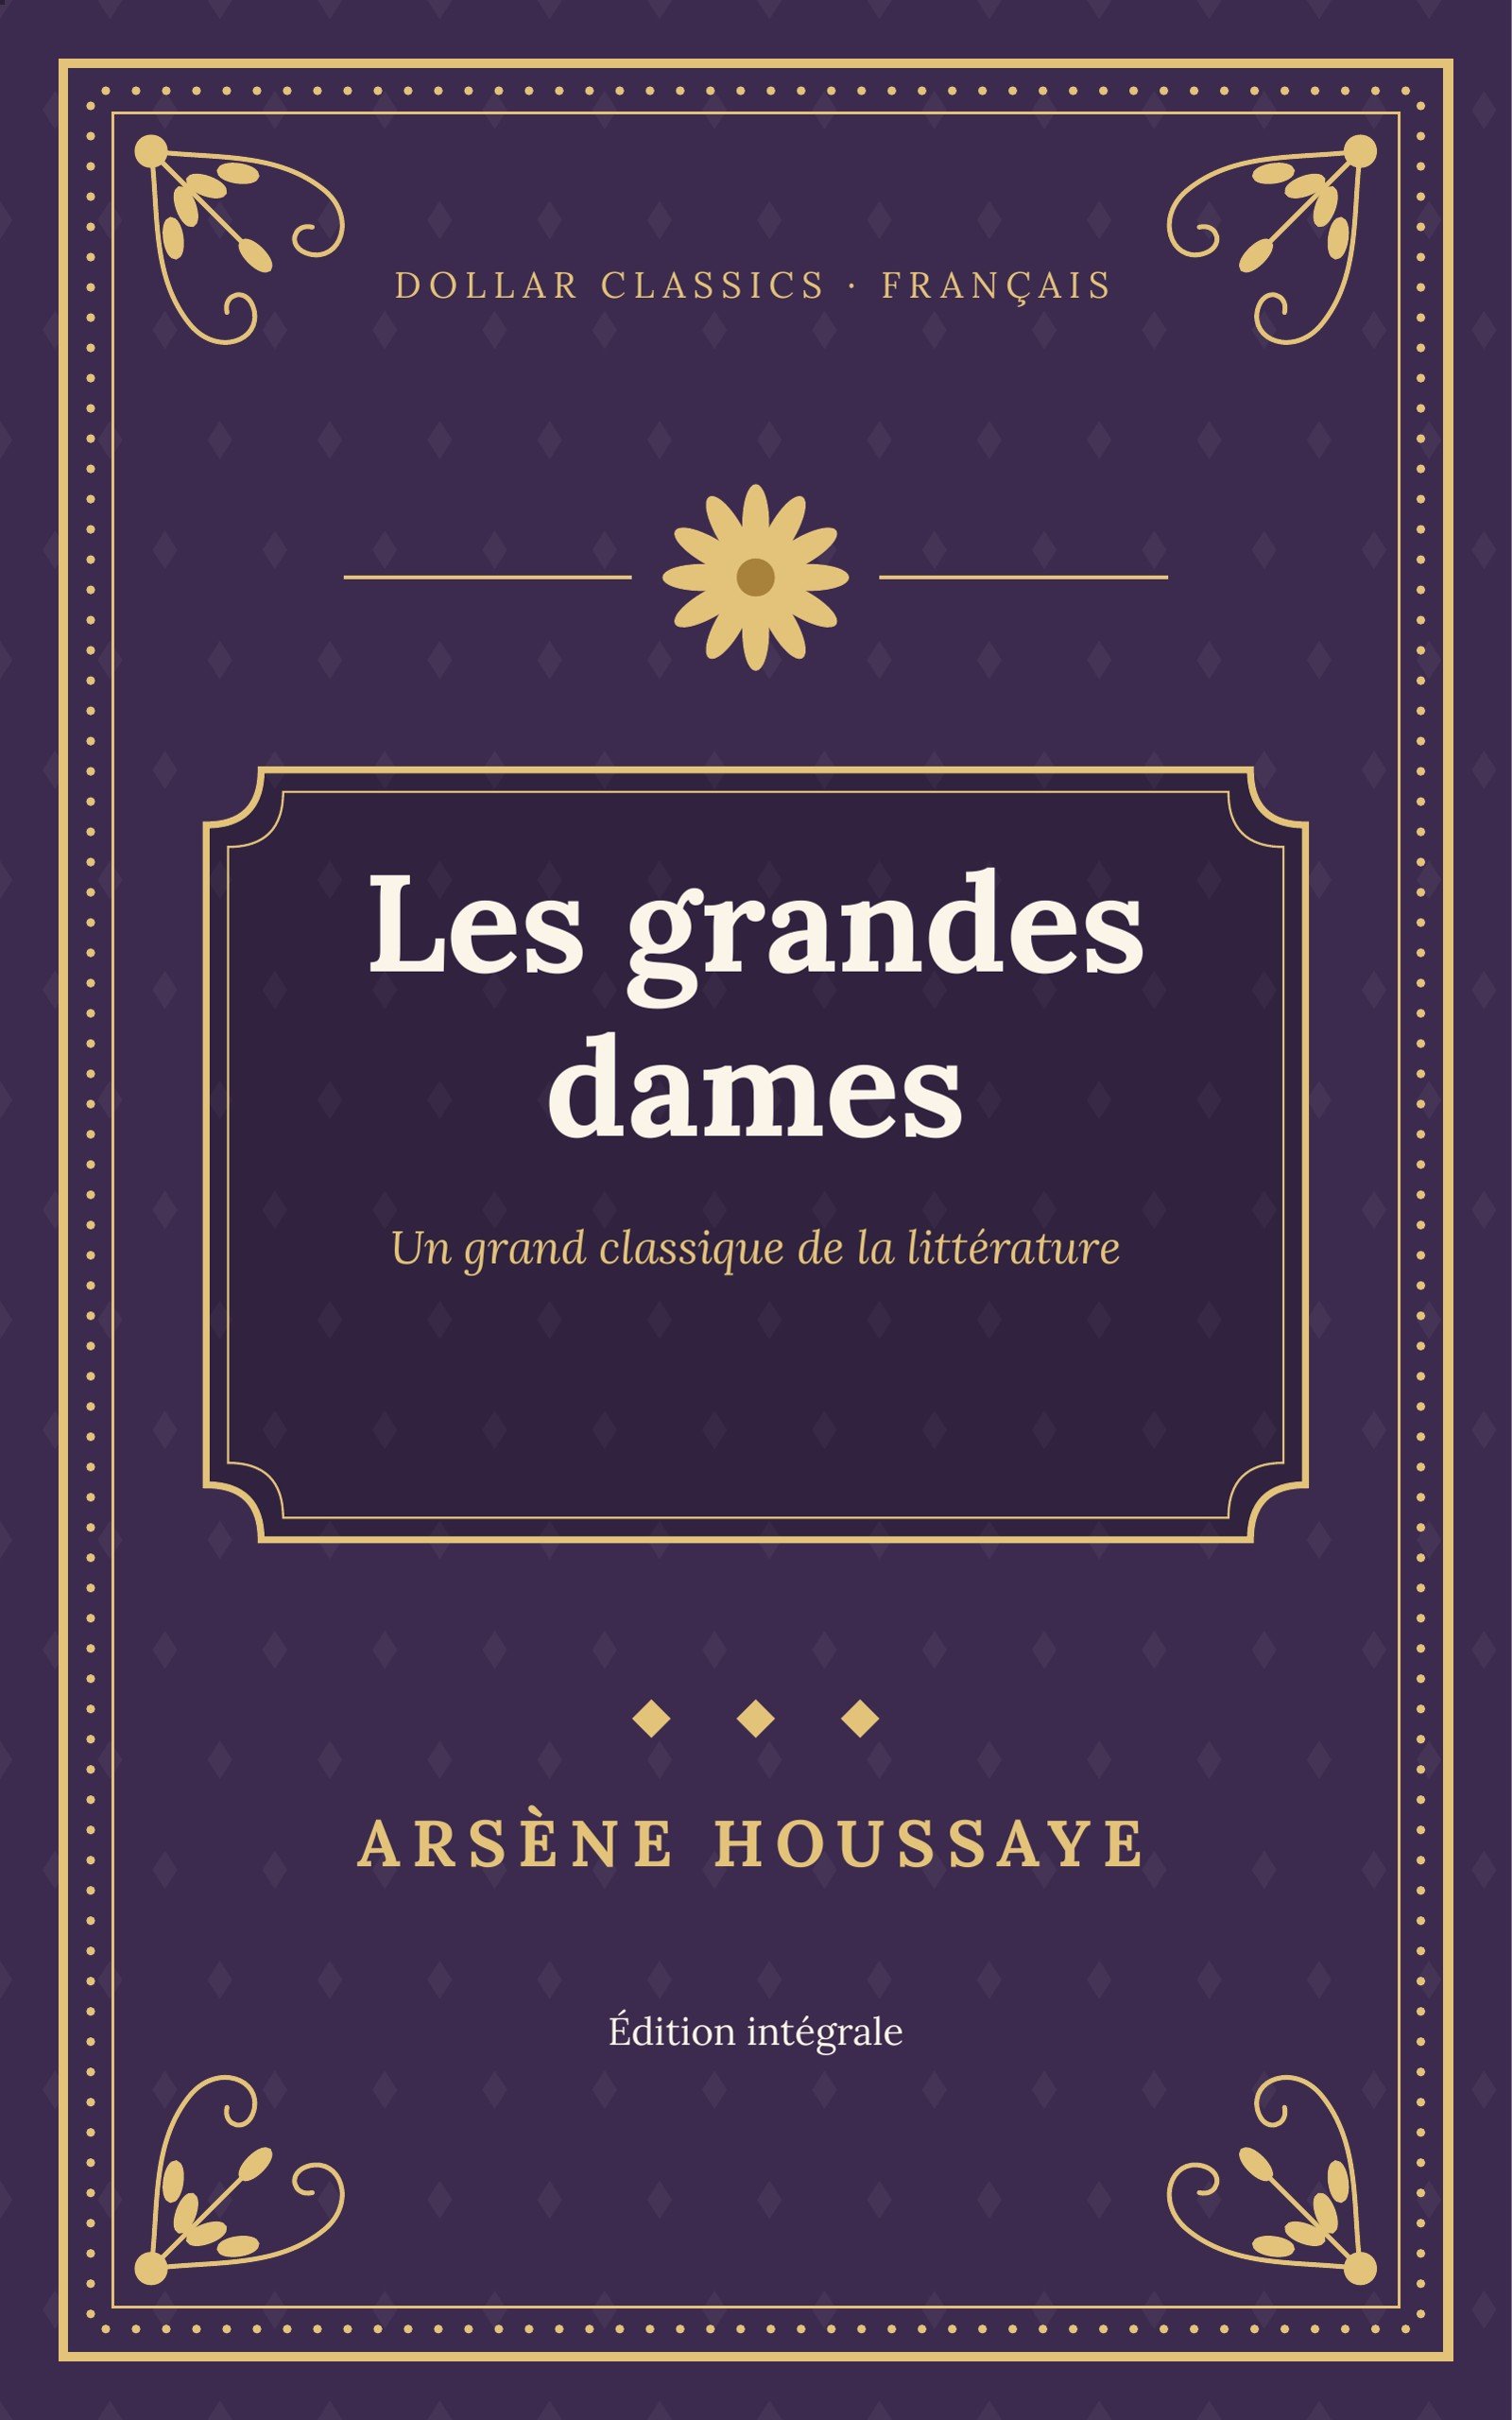 DOLLAR CLASSICS · FRANÇAIS
Les grandes
dames
Un grand classique de la littérature
ARSÈNE HOUSSAYE
Édition intégrale